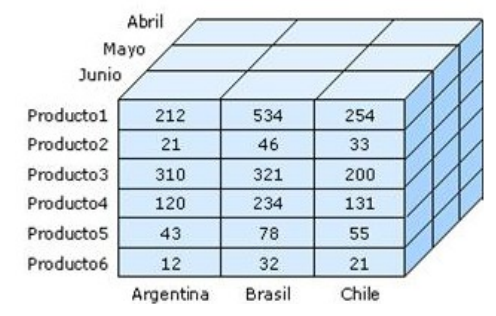 Abril
Mayo
Junio
Producto1 212 534 254
Producto2 21 46 33
Producto3 310 321 200
Producto4 120 234 131
Producto5 43 78 55
Producto6 12 32 21
Argentina Brasil Chile